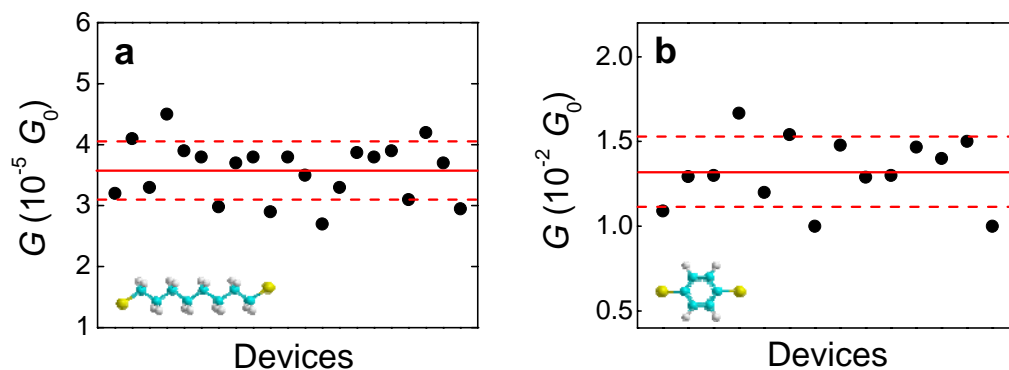 a
6
5
4
3
2
1
G (10⁻⁵ G₀)
Devices
b
2.0
1.5
1.0
0.5
G (10⁻² G₀)
Devices